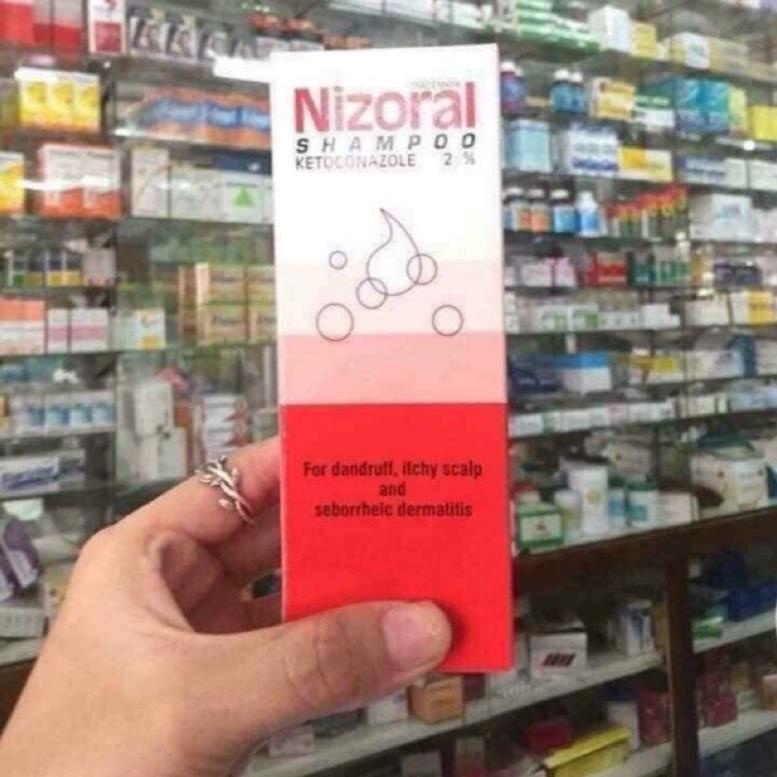 Nizoral
SHAMPOO
KETOCONAZOLE 2%
For dandruff, itchy scalp
and
seborrheic dermatitis